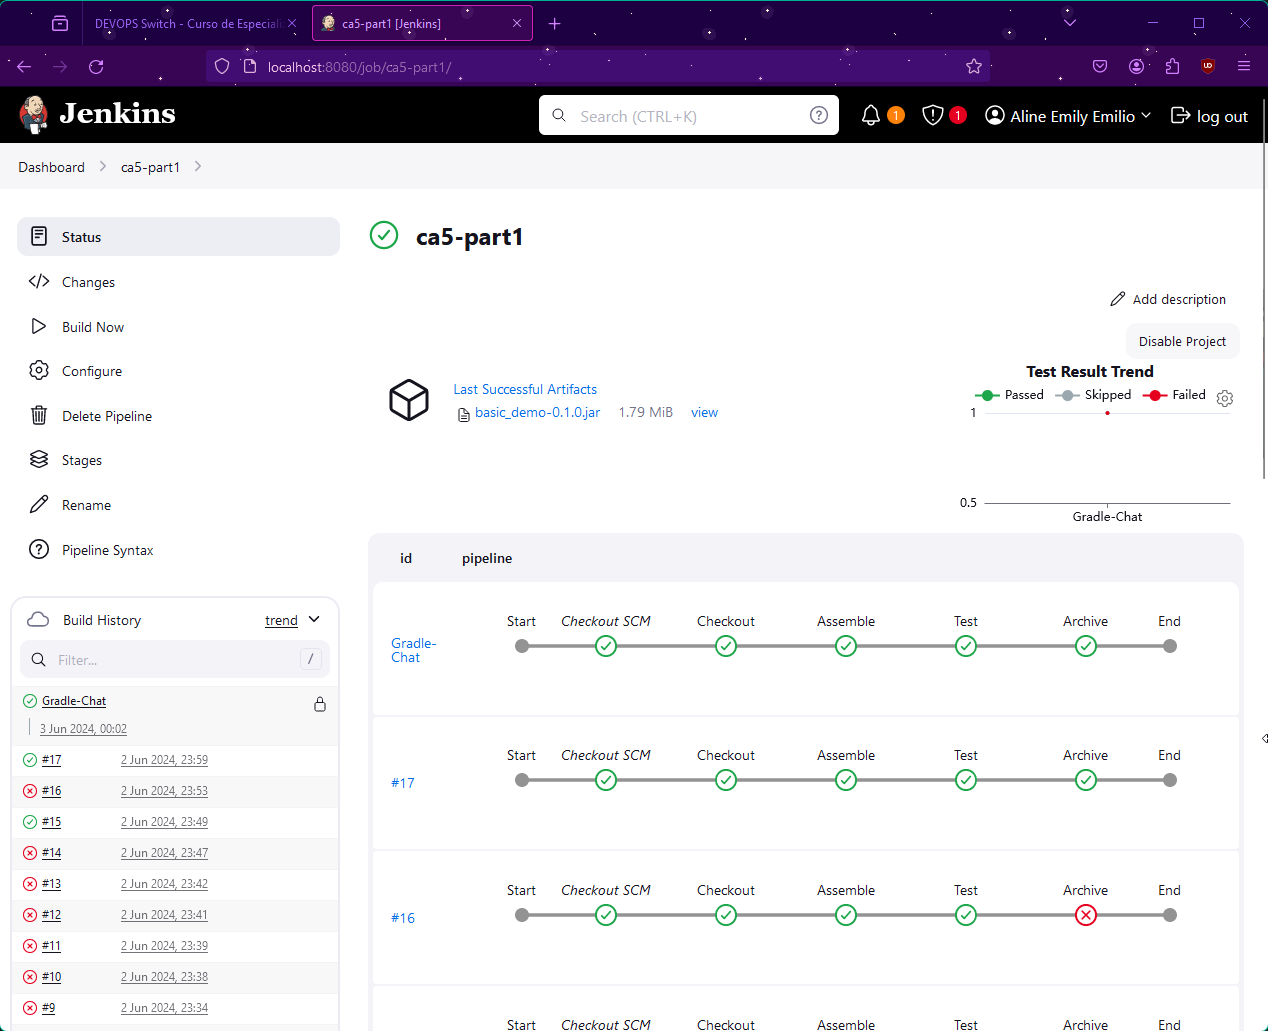 DEVOPS Switch - Curso de Especiali
ca5-part1 [Jenkins]
localhost:8080/job/ca5-part1/
Jenkins
Search (CTRL+K)
1
1
Aline Emily Emilio
log out
Dashboard
ca5-part1
Status
Changes
Build Now
Configure
Delete Pipeline
Stages
Rename
Pipeline Syntax
ca5-part1
Add description
Disable Project
Last Successful Artifacts
basic_demo-0.1.0.jar 1.79 MiB view
Test Result Trend
Passed Skipped Failed
1
0.5
Gradle-Chat
Build History trend
Filter... /
Gradle-Chat
3 Jun 2024, 00:02
#17 2 Jun 2024, 23:59
#16 2 Jun 2024, 23:53
#15 2 Jun 2024, 23:49
#14 2 Jun 2024, 23:47
#13 2 Jun 2024, 23:42
#12 2 Jun 2024, 23:41
#11 2 Jun 2024, 23:39
#10 2 Jun 2024, 23:38
#9 2 Jun 2024, 23:34
id pipeline
Start Checkout SCM Checkout Assemble Test Archive End
Gradle-
Chat
Start Checkout SCM Checkout Assemble Test Archive End
#17
Start Checkout SCM Checkout Assemble Test Archive End
#16
Start Checkout SCM Checkout Assemble Test Archive End